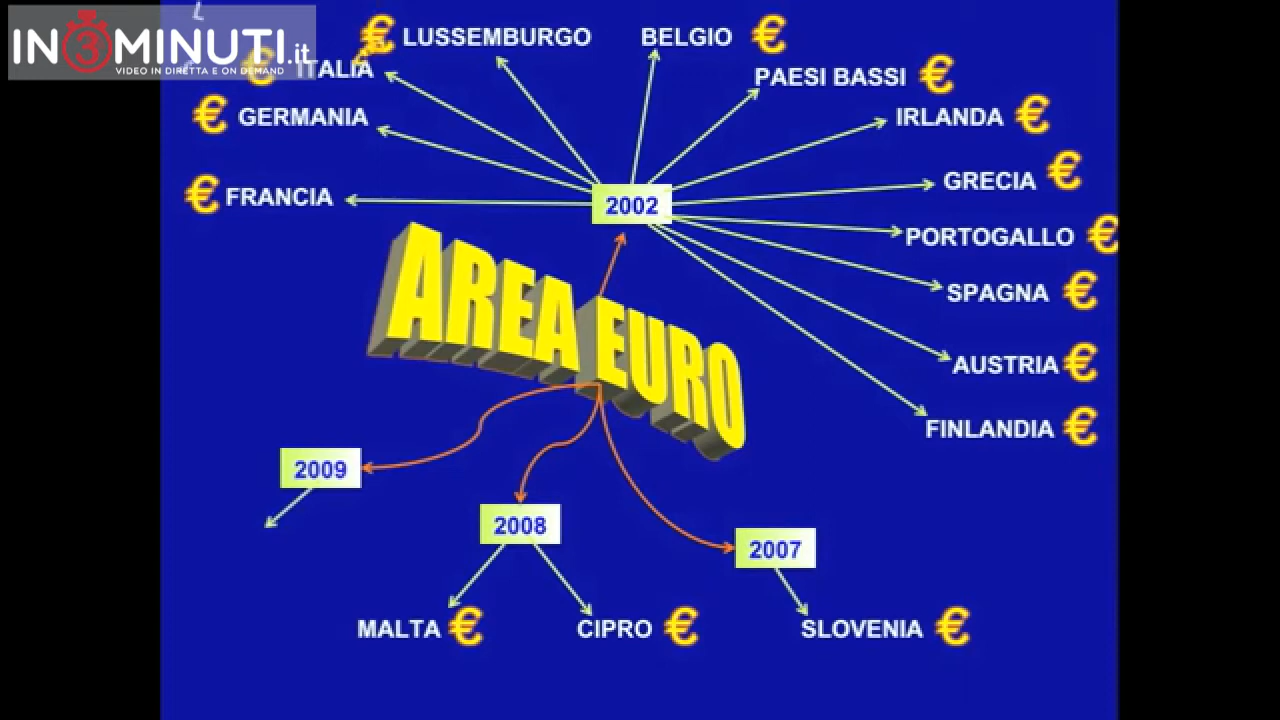 IN3MINUTI.it
VIDEO IN DIRETTA E ON DEMAND
€ LUSSEMBURGO
BELGIO €
€ ITALIA
PAESI BASSI €
€ GERMANIA
IRLANDA €
GRECIA €
€ FRANCIA
2002
PORTOGALLO €
AREA EURO
SPAGNA €
AUSTRIA €
FINLANDIA €
2009
2008
2007
MALTA €
CIPRO €
SLOVENIA €